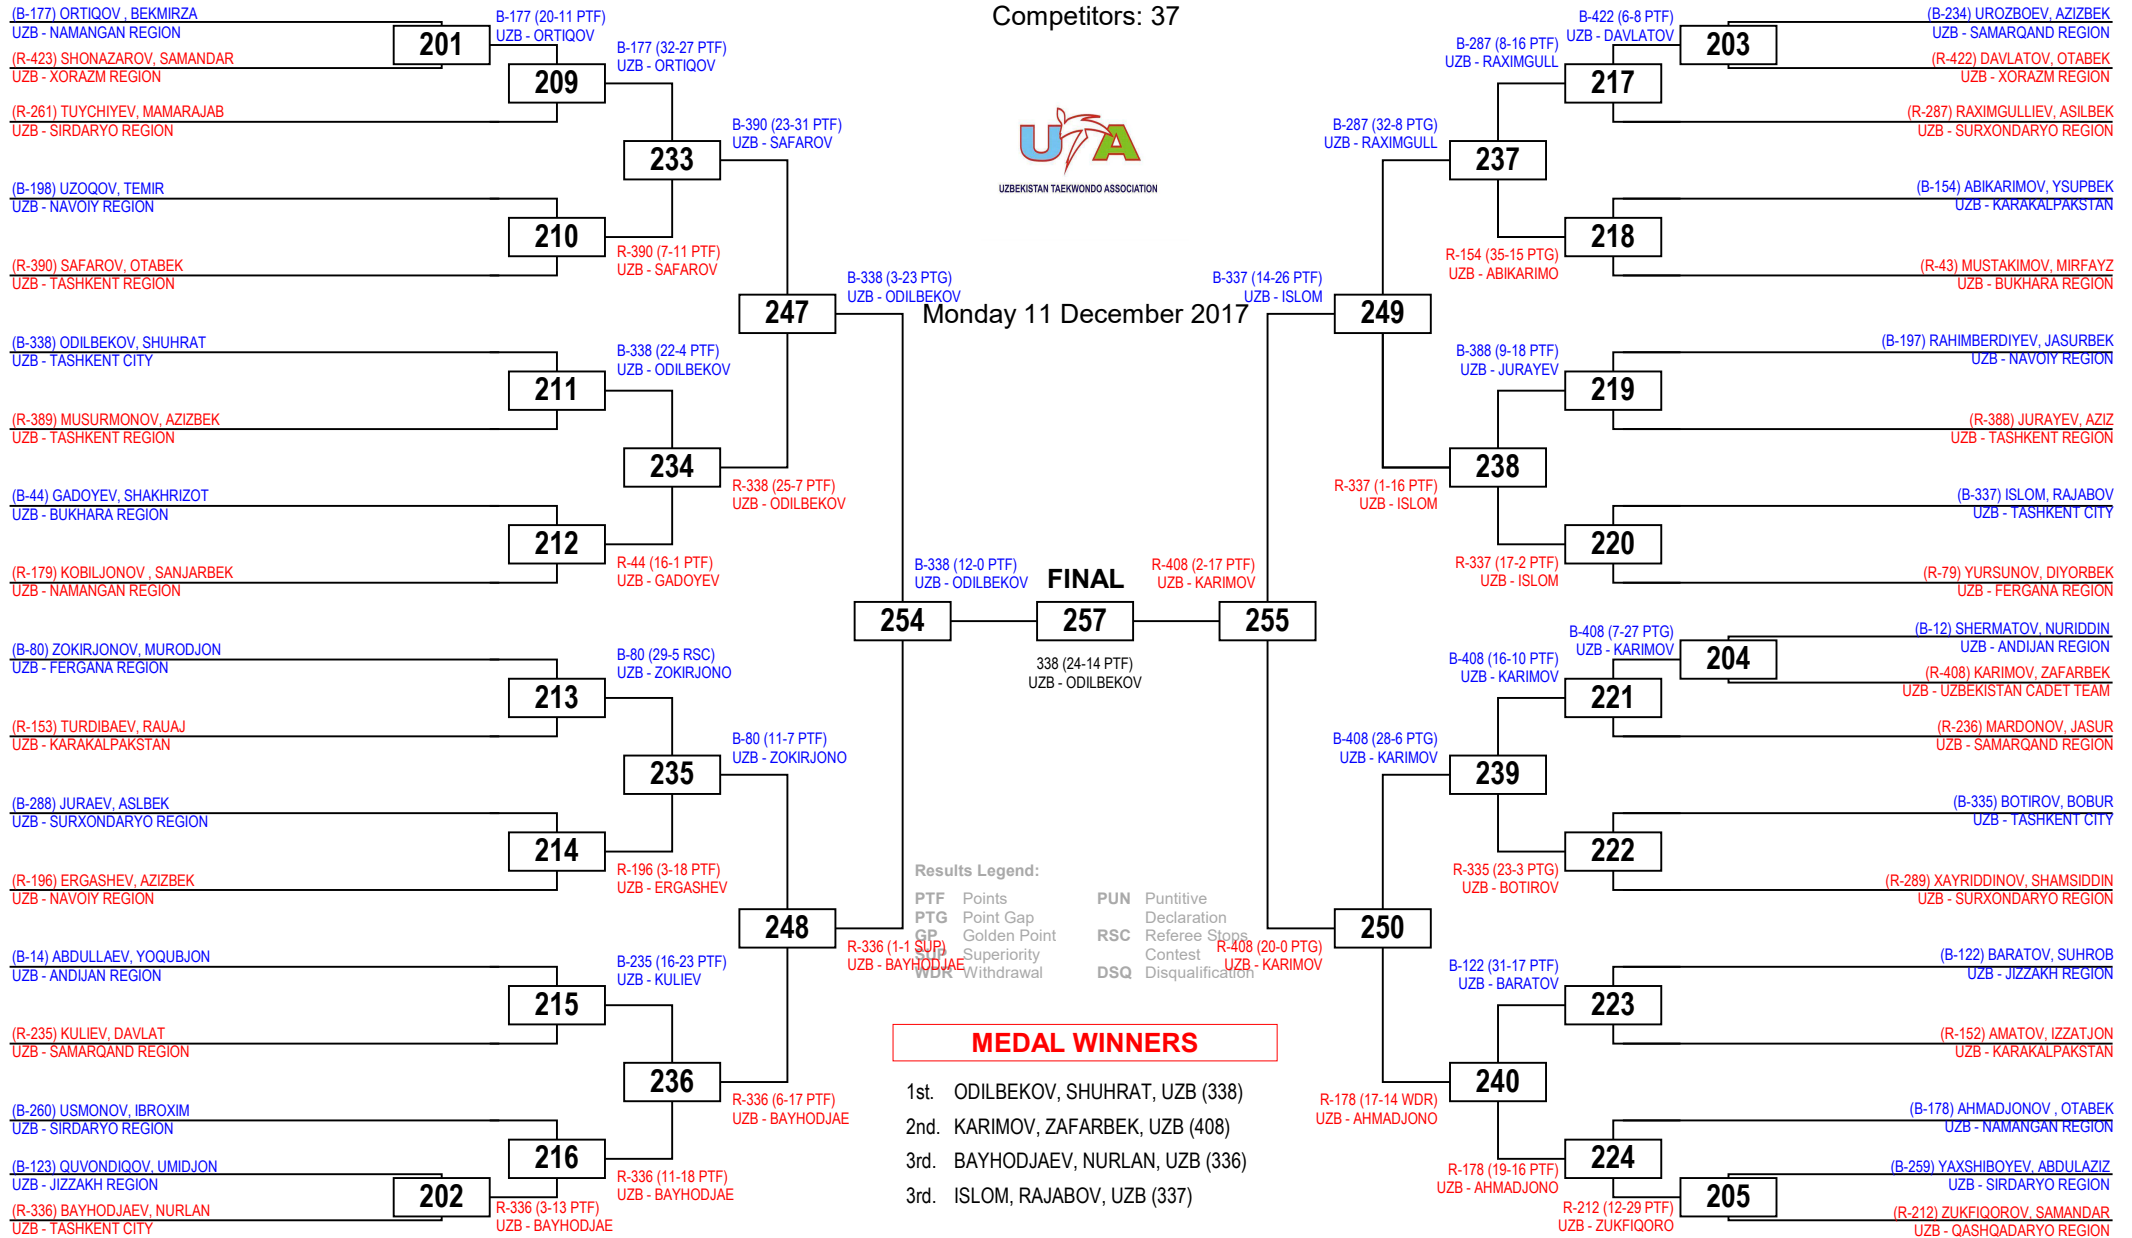 Competitors: 37
UZBEKISTAN TAEKWONDO ASSOCIATION
Monday 11 December 2017
(B-177) ORTIQOV , BEKMIRZA
UZB - NAMANGAN REGION
(R-423) SHONAZAROV, SAMANDAR
UZB - XORAZM REGION
(R-261) TUYCHIYEV, MAMARAJAB
UZB - SIRDARYO REGION
(B-198) UZOQOV, TEMIR
UZB - NAVOIY REGION
(R-390) SAFAROV, OTABEK
UZB - TASHKENT REGION
(B-338) ODILBEKOV, SHUHRAT
UZB - TASHKENT CITY
(R-389) MUSURMONOV, AZIZBEK
UZB - TASHKENT REGION
(B-44) GADOYEV, SHAKHRIZOT
UZB - BUKHARA REGION
(R-179) KOBILJONOV , SANJARBEK
UZB - NAMANGAN REGION
(B-80) ZOKIRJONOV, MURODJON
UZB - FERGANA REGION
(R-153) TURDIBAEV, RAUAJ
UZB - KARAKALPAKSTAN
(B-288) JURAEV, ASLBEK
UZB - SURXONDARYO REGION
(R-196) ERGASHEV, AZIZBEK
UZB - NAVOIY REGION
(B-14) ABDULLAEV, YOQUBJON
UZB - ANDIJAN REGION
(R-235) KULIEV, DAVLAT
UZB - SAMARQAND REGION
(B-260) USMONOV, IBROXIM
UZB - SIRDARYO REGION
(B-123) QUVONDIQOV, UMIDJON
UZB - JIZZAKH REGION
(R-336) BAYHODJAEV, NURLAN
UZB - TASHKENT CITY
201
B-177 (20-11 PTF)
UZB - ORTIQOV
202
R-336 (3-13 PTF)
UZB - BAYHODJAE
209
B-177 (32-27 PTF)
UZB - ORTIQOV
210
R-390 (7-11 PTF)
UZB - SAFAROV
211
B-338 (22-4 PTF)
UZB - ODILBEKOV
212
R-44 (16-1 PTF)
UZB - GADOYEV
213
B-80 (29-5 RSC)
UZB - ZOKIRJONO
214
R-196 (3-18 PTF)
UZB - ERGASHEV
215
B-235 (16-23 PTF)
UZB - KULIEV
216
R-336 (11-18 PTF)
UZB - BAYHODJAE
233
B-390 (23-31 PTF)
UZB - SAFAROV
234
R-338 (25-7 PTF)
UZB - ODILBEKOV
235
B-80 (11-7 PTF)
UZB - ZOKIRJONO
236
R-336 (6-17 PTF)
UZB - BAYHODJAE
247
B-338 (3-23 PTG)
UZB - ODILBEKOV
248
R-336 (1-1 SUP)
UZB - BAYHODJAE
254
B-338 (12-0 PTF)
UZB - ODILBEKOV
FINAL
257
338 (24-14 PTF)
UZB - ODILBEKOV
R-408 (2-17 PTF)
UZB - KARIMOV
255
B-337 (14-26 PTF)
UZB - ISLOM
249
R-408 (20-0 PTG)
UZB - KARIMOV
250
B-287 (32-8 PTG)
UZB - RAXIMGULL
237
R-337 (1-16 PTF)
UZB - ISLOM
238
B-408 (28-6 PTG)
UZB - KARIMOV
239
R-178 (17-14 WDR)
UZB - AHMADJONO
240
B-287 (8-16 PTF)
UZB - RAXIMGULL
217
R-154 (35-15 PTG)
UZB - ABIKARIMO
218
B-388 (9-18 PTF)
UZB - JURAYEV
219
R-337 (17-2 PTF)
UZB - ISLOM
220
B-408 (16-10 PTF)
UZB - KARIMOV
221
R-335 (23-3 PTG)
UZB - BOTIROV
222
B-122 (31-17 PTF)
UZB - BARATOV
223
R-178 (19-16 PTF)
UZB - AHMADJONO
224
B-422 (6-8 PTF)
UZB - DAVLATOV
203
B-408 (7-27 PTG)
UZB - KARIMOV
204
R-212 (12-29 PTF)
UZB - ZUKFIQORO
205
(B-234) UROZBOEV, AZIZBEK
UZB - SAMARQAND REGION
(R-422) DAVLATOV, OTABEK
UZB - XORAZM REGION
(R-287) RAXIMGULLIEV, ASILBEK
UZB - SURXONDARYO REGION
(B-154) ABIKARIMOV, YSUPBEK
UZB - KARAKALPAKSTAN
(R-43) MUSTAKIMOV, MIRFAYZ
UZB - BUKHARA REGION
(B-197) RAHIMBERDIYEV, JASURBEK
UZB - NAVOIY REGION
(R-388) JURAYEV, AZIZ
UZB - TASHKENT REGION
(B-337) ISLOM, RAJABOV
UZB - TASHKENT CITY
(R-79) YURSUNOV, DIYORBEK
UZB - FERGANA REGION
(B-12) SHERMATOV, NURIDDIN
UZB - ANDIJAN REGION
(R-408) KARIMOV, ZAFARBEK
UZB - UZBEKISTAN CADET TEAM
(R-236) MARDONOV, JASUR
UZB - SAMARQAND REGION
(B-335) BOTIROV, BOBUR
UZB - TASHKENT CITY
(R-289) XAYRIDDINOV, SHAMSIDDIN
UZB - SURXONDARYO REGION
(B-122) BARATOV, SUHROB
UZB - JIZZAKH REGION
(R-152) AMATOV, IZZATJON
UZB - KARAKALPAKSTAN
(B-178) AHMADJONOV , OTABEK
UZB - NAMANGAN REGION
(B-259) YAXSHIBOYEV, ABDULAZIZ
UZB - SIRDARYO REGION
(R-212) ZUKFIQOROV, SAMANDAR
UZB - QASHQADARYO REGION
Results Legend:
PTF Points PUN Puntitive
PTG Point Gap Declaration
GP Golden Point RSC Referee Stops
SUP Superiority Contest
WDR Withdrawal DSQ Disqualification
MEDAL WINNERS
1st. ODILBEKOV, SHUHRAT, UZB (338)
2nd. KARIMOV, ZAFARBEK, UZB (408)
3rd. BAYHODJAEV, NURLAN, UZB (336)
3rd. ISLOM, RAJABOV, UZB (337)